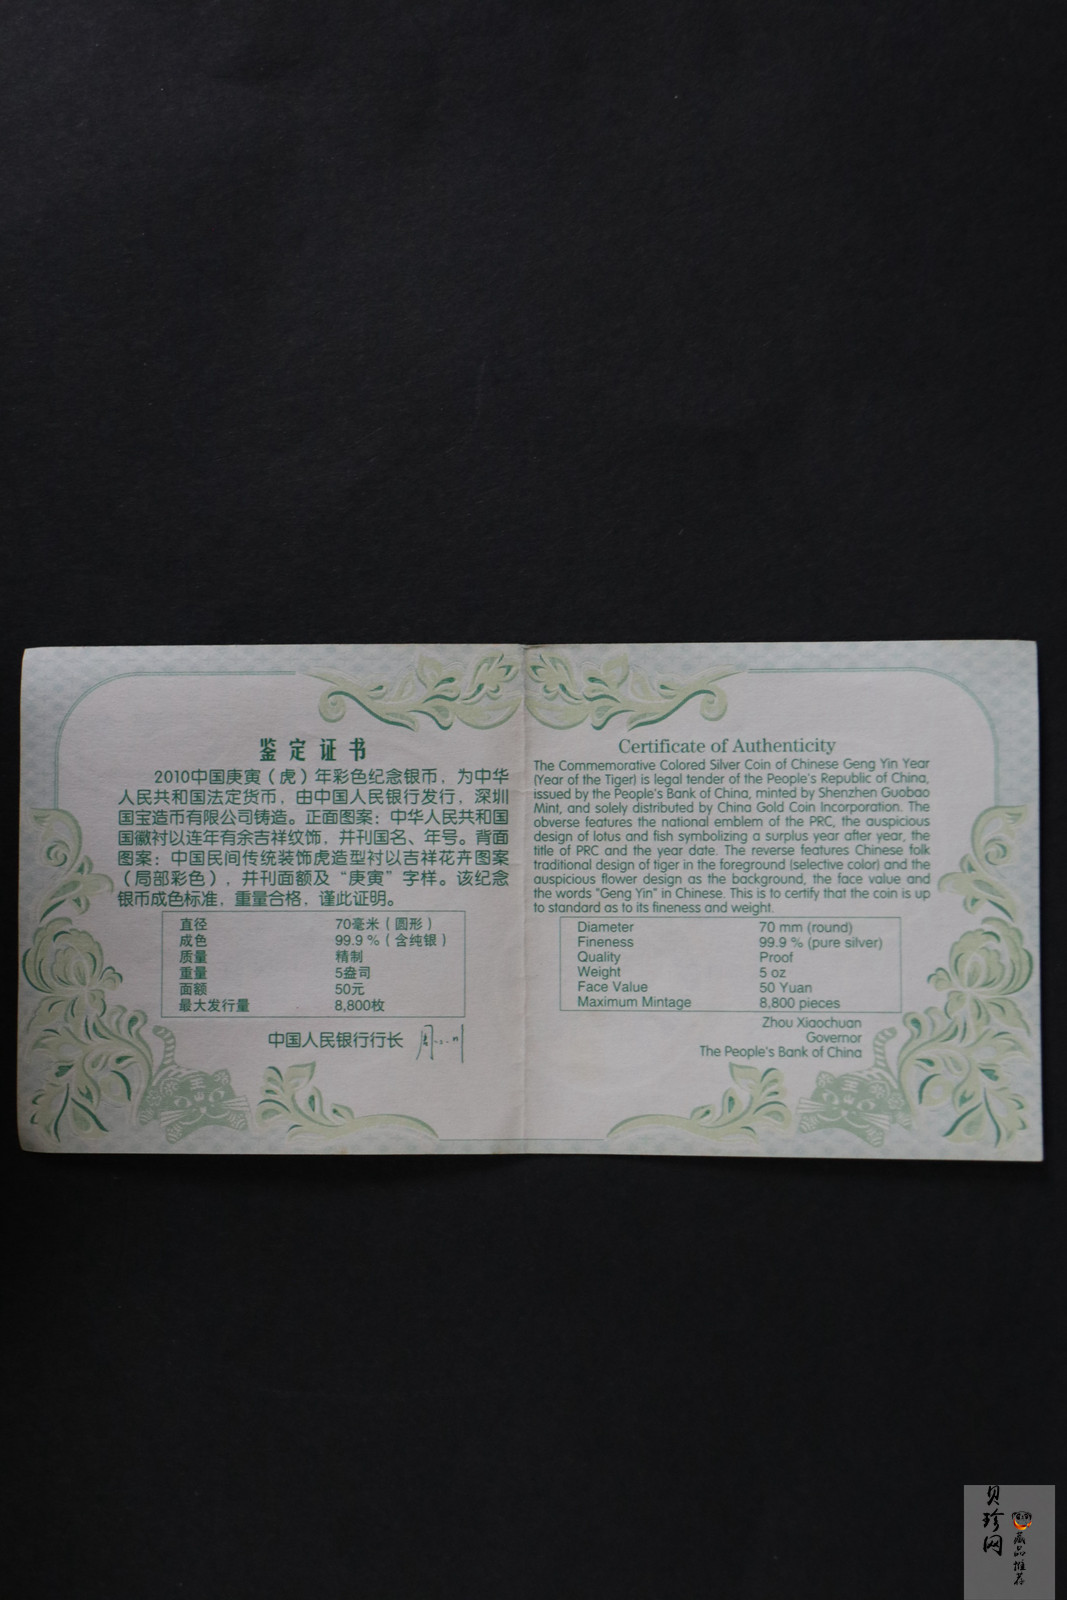 鉴定证书
2010中国庚寅（虎）年彩色纪念银币，为中华
人民共和国法定货币，由中国人民银行发行，深圳
国宝造币有限公司铸造。正面图案：中华人民共和国
国徽衬以连年有余吉祥纹饰，并刊国名、年号。背面
图案：中国民间传统装饰虎造型衬以吉祥花卉图案
（局部彩色），并刊面额及“庚寅”字样。该纪念
银币成色标准，重量合格，谨此证明。
直径 70毫米（圆形）
成色 99.9％（含纯银）
质量 精制
重量 5盎司
面额 50元
最大发行量 8,800枚
中国人民银行行长
Certificate of Authenticity
The Commemorative Colored Silver Coin of Chinese Geng Yin Year
(Year of the Tiger) is legal tender of the People's Republic of China,
issued by the People's Bank of China, minted by Shenzhen Guobao
Mint, and solely distributed by China Gold Coin Incorporation. The
obverse features the national emblem of the PRC, the auspicious
design of lotus and fish symbolizing a surplus year after year, the
title of PRC and the year date. The reverse features Chinese folk
traditional design of tiger in the foreground (selective color) and the
auspicious flower design as the background, the face value and
the words "Geng Yin" in Chinese. This is to certify that the coin is up
to standard as to its fineness and weight.
Diameter 70 mm (round)
Fineness 99.9 % (pure silver)
Quality Proof
Weight 5 oz
Face Value 50 Yuan
Maximum Mintage 8,800 pieces
Zhou Xiaochuan
Governor
The People's Bank of China
贝珍网
藏品推荐